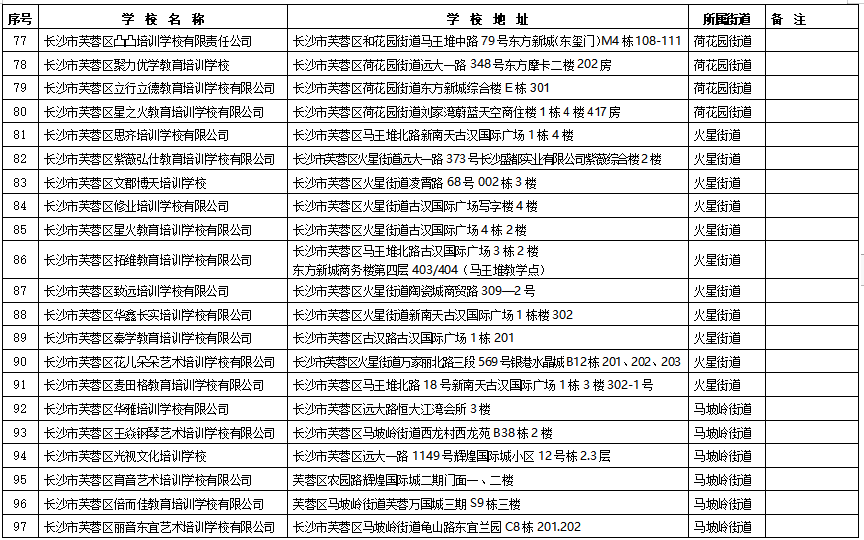 序号 学校名称 学校地址 所属街道 备注
77 长沙市芙蓉区凸凸培训学校有限责任公司 长沙市芙蓉区和花园街道马王堆中路79号东方新城(东玺门)M4栋108-111 荷花园街道
78 长沙市芙蓉区聚力优学教育培训学校 长沙市芙蓉区荷花园街道远大一路348号东方摩卡二楼202房 荷花园街道
79 长沙市芙蓉区立行立德教育培训学校有限公司 长沙市芙蓉区荷花园街道东方新城综合楼E栋301 荷花园街道
80 长沙市芙蓉区星之火教育培训学校有限公司 长沙市芙蓉区荷花园街道刘家湾蔚蓝天空商住楼1栋4楼417房 荷花园街道
81 长沙市芙蓉区思齐培训学校有限公司 长沙市芙蓉区马王堆北路新南天古汉国际广场1栋4楼 火星街道
82 长沙市芙蓉区紫薇弘仕教育培训学校有限公司 长沙市芙蓉区火星街道远大一路373号长沙盛都实业有限公司紫薇综合楼2楼 火星街道
83 长沙市芙蓉区文郡博天培训学校 长沙市芙蓉区火星街道凌霄路68号002栋3楼 火星街道
84 长沙市芙蓉区修业培训学校有限公司 长沙市芙蓉区火星街道古汉国际广场写字楼4楼 火星街道
85 长沙市芙蓉区星火教育培训学校有限公司 长沙市芙蓉区火星街道古汉国际广场4栋2楼 火星街道
86 长沙市芙蓉区拓维教育培训学校有限公司 长沙市芙蓉区马王堆北路古汉国际广场3栋2楼 火星街道
东方新城商务楼第四层403/404（马王堆教学点）
87 长沙市芙蓉区致远培训学校有限公司 长沙市芙蓉区火星街道陶瓷城商贸路309—2号 火星街道
88 长沙市芙蓉区华鑫长实培训学校有限公司 长沙市芙蓉区火星街道新南天古汉国际广场1栋楼302 火星街道
89 长沙市芙蓉区秦学教育培训学校有限公司 长沙市芙蓉区古汉路古汉国际广场1栋201 火星街道
90 长沙市芙蓉区花儿朵朵艺术培训学校有限公司 长沙市芙蓉区火星街道万家丽北路三段569号银港水晶城B12栋201、202、203 火星街道
91 长沙市芙蓉区麦田格教育培训学校有限公司 长沙市芙蓉区马王堆北路18号新南天古汉国际广场1栋3楼302-1号 火星街道
92 长沙市芙蓉区华雅培训学校有限公司 长沙市芙蓉区远大路恒大江湾会所3楼 马坡岭街道
93 长沙市芙蓉区王焱钢琴艺术培训学校有限公司 长沙市芙蓉区马坡岭街道西龙村西龙苑B38栋2楼 马坡岭街道
94 长沙市芙蓉区光视文化培训学校 长沙市芙蓉区远大一路1149号辉煌国际城小区12号栋2.3层 马坡岭街道
95 长沙市芙蓉区育音艺术培训学校有限公司 芙蓉区农园路辉煌国际城二期门面一、二楼 马坡岭街道
96 长沙市芙蓉区倍而佳教育培训学校有限公司 芙蓉区马坡岭街道芙蓉万国城三期S9栋三楼 马坡岭街道
97 长沙市芙蓉区丽音东宜艺术培训学校有限公司 长沙市芙蓉区马坡岭街道龟山路东宜兰园C8栋201.202 马坡岭街道